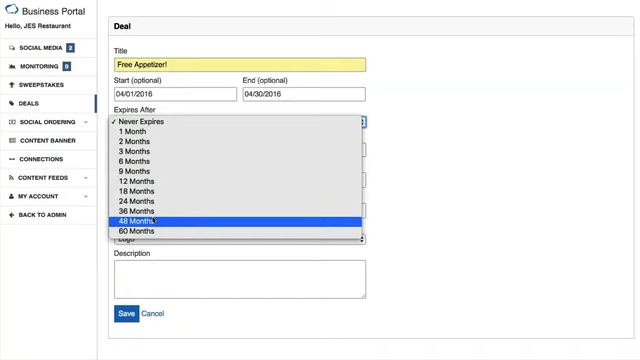 Business Portal
Hello, JES Restaurant
SOCIAL MEDIA 2
MONITORING 0
SWEEPSTAKES
DEALS
SOCIAL ORDERING
CONTENT BANNER
CONNECTIONS
CONTENT FEEDS
MY ACCOUNT
BACK TO ADMIN
Deal
Title
Free Appetizer!
Start (optional) End (optional)
04/01/2016 04/30/2016
Expires After
✓ Never Expires
1 Month
2 Months
3 Months
6 Months
9 Months
12 Months
18 Months
24 Months
36 Months
48 Months
60 Months
Logo
Description
Save Cancel